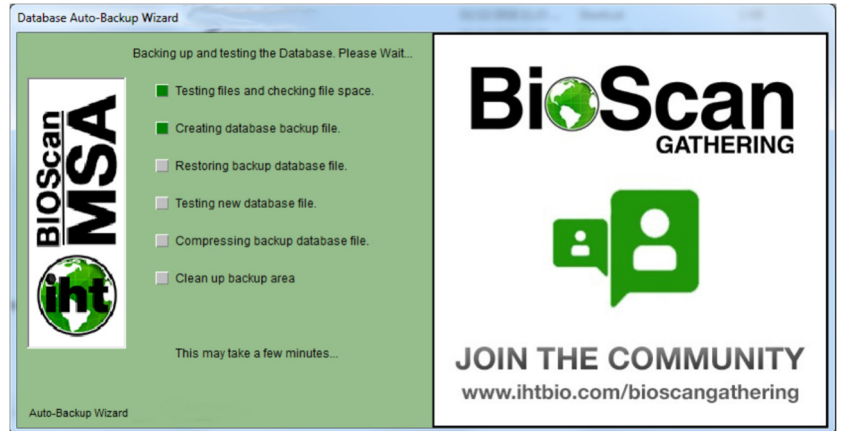 Database Auto-Backup Wizard
Backing up and testing the Database. Please Wait...
Testing files and checking file space.
Creating database backup file.
Restoring backup database file.
Testing new database file.
Compressing backup database file.
Clean up backup area
This may take a few minutes...
Auto-Backup Wizard
BIOScan
MSA
iht
BioScan
GATHERING
JOIN THE COMMUNITY
www.ihtbio.com/bioscangathering